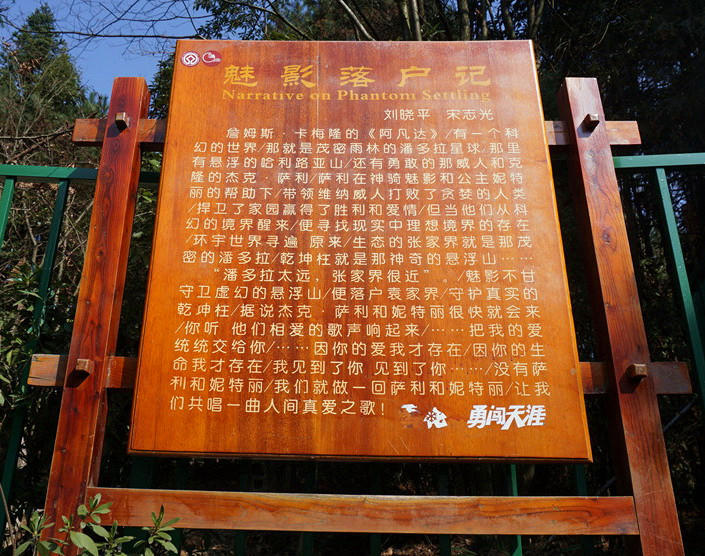 魅影落户记
Narrative on Phantom Settling
刘晓平 宋志光
詹姆斯·卡梅隆的《阿凡达》/有一个科
幻的世界/那就是茂密雨林的潘多拉星球/那里
有悬浮的哈利路亚山/还有勇敢的那威人和克
隆的杰克·萨利/萨利在神骑魅影和公主妮特
丽的帮助下/带领维纳威人打败了贪婪的人类
/捍卫了家园赢得了胜利和爱情/但当他们从科
幻的境界醒来/便寻找现实中理想境界的存在
/环宇世界寻遍 原来/生态的张家界就是那茂
密的潘多拉/乾坤柱就是那神奇的悬浮山……
“潘多拉太远，张家界很近”。/魅影不甘
守卫虚幻的悬浮山/便落户袁家界/守护真实的
乾坤柱/据说杰克·萨利和妮特丽很快就会来
/你听 他们相爱的歌声响起来/……把我的爱
统统交给你/……因你的爱我才存在/因你的生
命我才存在/我见到了你 见到了你……/没有萨
利和妮特丽/我们就做一回萨利和妮特丽/让我
们共唱一曲人间真爱之歌！
勇闯天涯